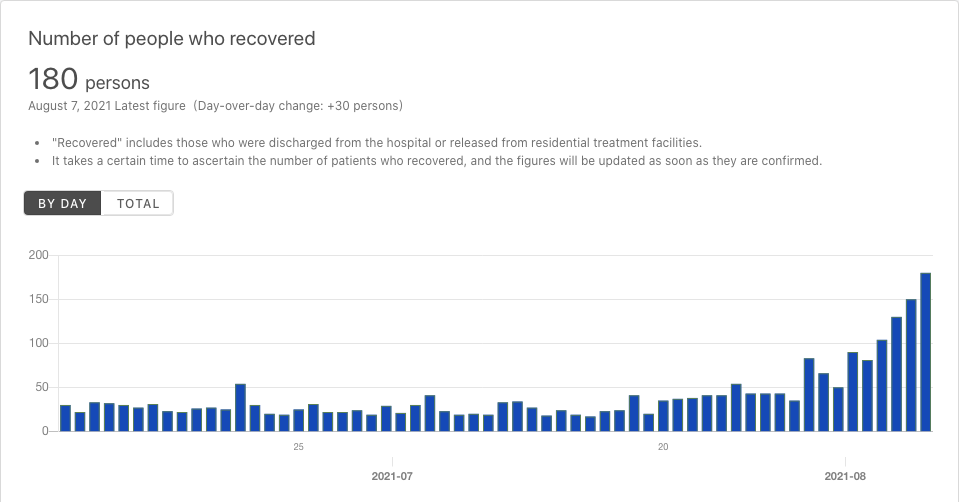 Number of people who recovered
180 persons
August 7, 2021 Latest figure (Day-over-day change: +30 persons)
• "Recovered" includes those who were discharged from the hospital or released from residential treatment facilities.
• It takes a certain time to ascertain the number of patients who recovered, and the figures will be updated as soon as they are confirmed.
BY DAY TOTAL
200
150
100
50
0
25 20
2021-07 2021-08